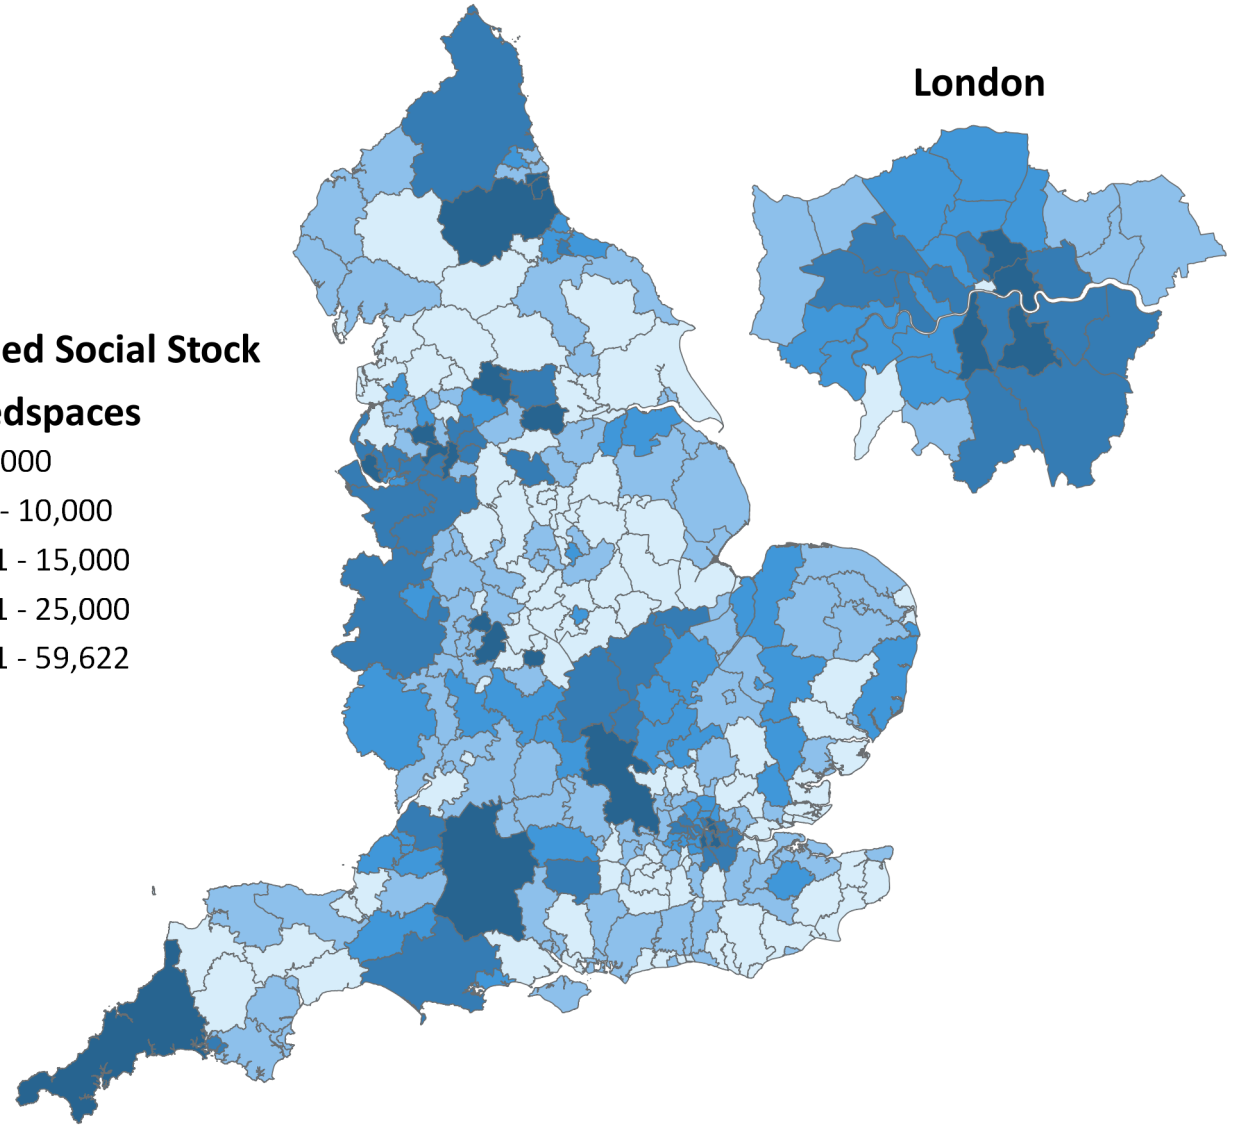 London
ed Social Stock
edspaces
000
- 10,000
1 - 15,000
1 - 25,000
1 - 59,622